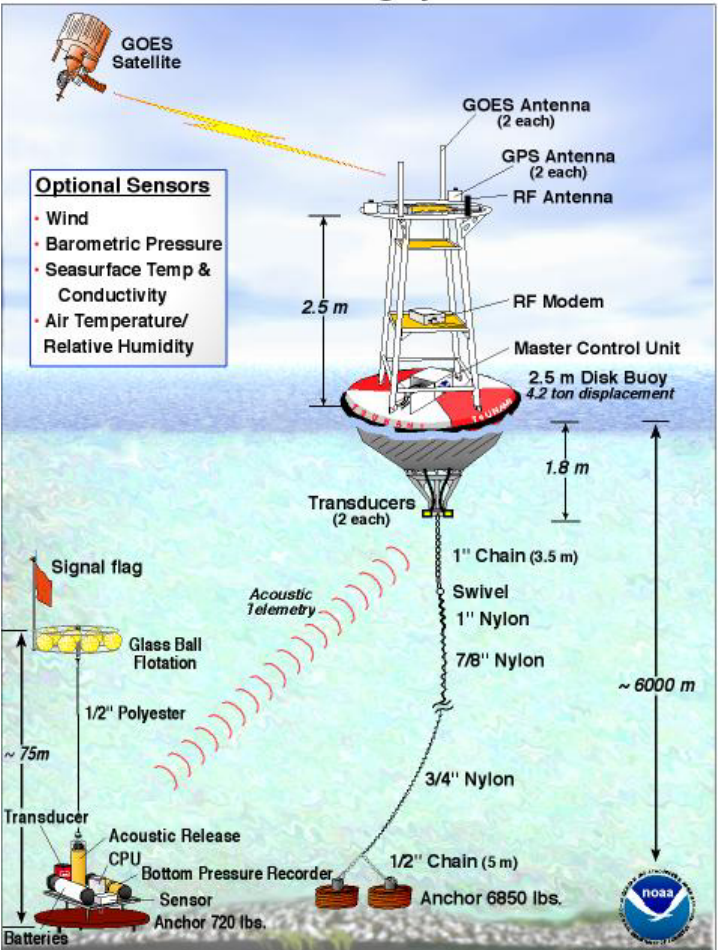 GOES
Satellite
GOES Antenna
(2 each)
GPS Antenna
(2 each)
RF Antenna
Optional Sensors
• Wind
• Barometric Pressure
• Seasurface Temp &
Conductivity
• Air Temperature/
Relative Humidity
2.5 m
RF Modem
Master Control Unit
2.5 m Disk Buoy
4.2 ton displacement
TSUNAMI
TSUNAMI
1.8 m
Transducers
(2 each)
1" Chain (3.5 m)
Signal flag
Acoustic
Telemetry
Swivel
1" Nylon
Glass Ball
Flotation
7/8" Nylon
~ 6000 m
1/2" Polyester
~ 75m
3/4" Nylon
Transducer
Acoustic Release
CPU
Bottom Pressure Recorder
1/2" Chain (5 m)
Sensor
Anchor 6850 lbs.
Anchor 720 lbs.
Batteries
noaa